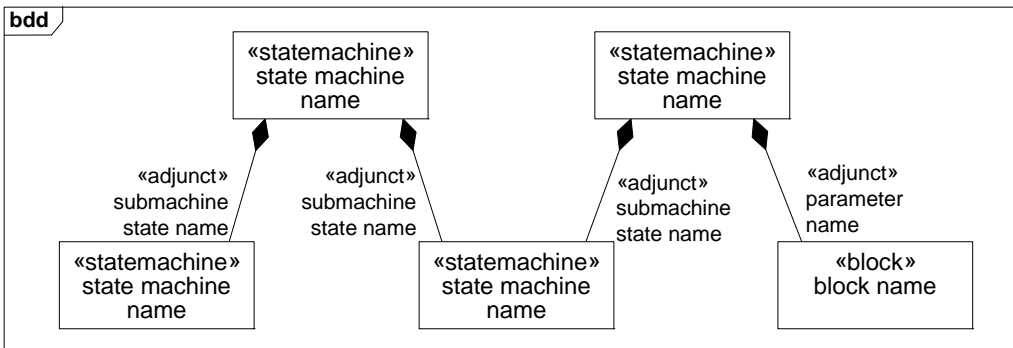 bdd
«statemachine»
state machine
name
«statemachine»
state machine
name
«adjunct»
submachine
state name
«adjunct»
submachine
state name
«adjunct»
submachine
state name
«adjunct»
parameter
name
«statemachine»
state machine
name
«statemachine»
state machine
name
«block»
block name